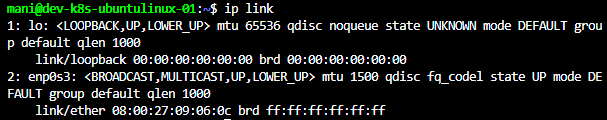 mani@dev-k8s-ubuntulinux-01:~$ ip link
1: lo: <LOOPBACK,UP,LOWER_UP> mtu 65536 qdisc noqueue state UNKNOWN mode DEFAULT grou
p default qlen 1000
    link/loopback 00:00:00:00:00:00 brd 00:00:00:00:00:00
2: enp0s3: <BROADCAST,MULTICAST,UP,LOWER_UP> mtu 1500 qdisc fq_codel state UP mode DE
FAULT group default qlen 1000
    link/ether 08:00:27:09:06:0c brd ff:ff:ff:ff:ff:ff